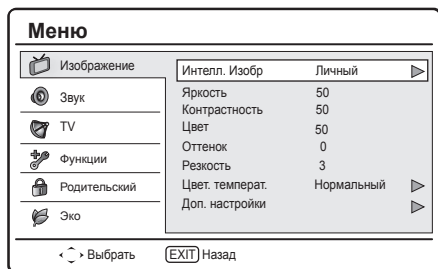 Меню
Изображение
Звук
TV
Функции
Родительский
Эко
Интелл. Изобр Личный
Яркость 50
Контрастность 50
Цвет 50
Оттенок 0
Резкость 3
Цвет. температ. Нормальный
Доп. настройки
Выбрать EXIT Назад